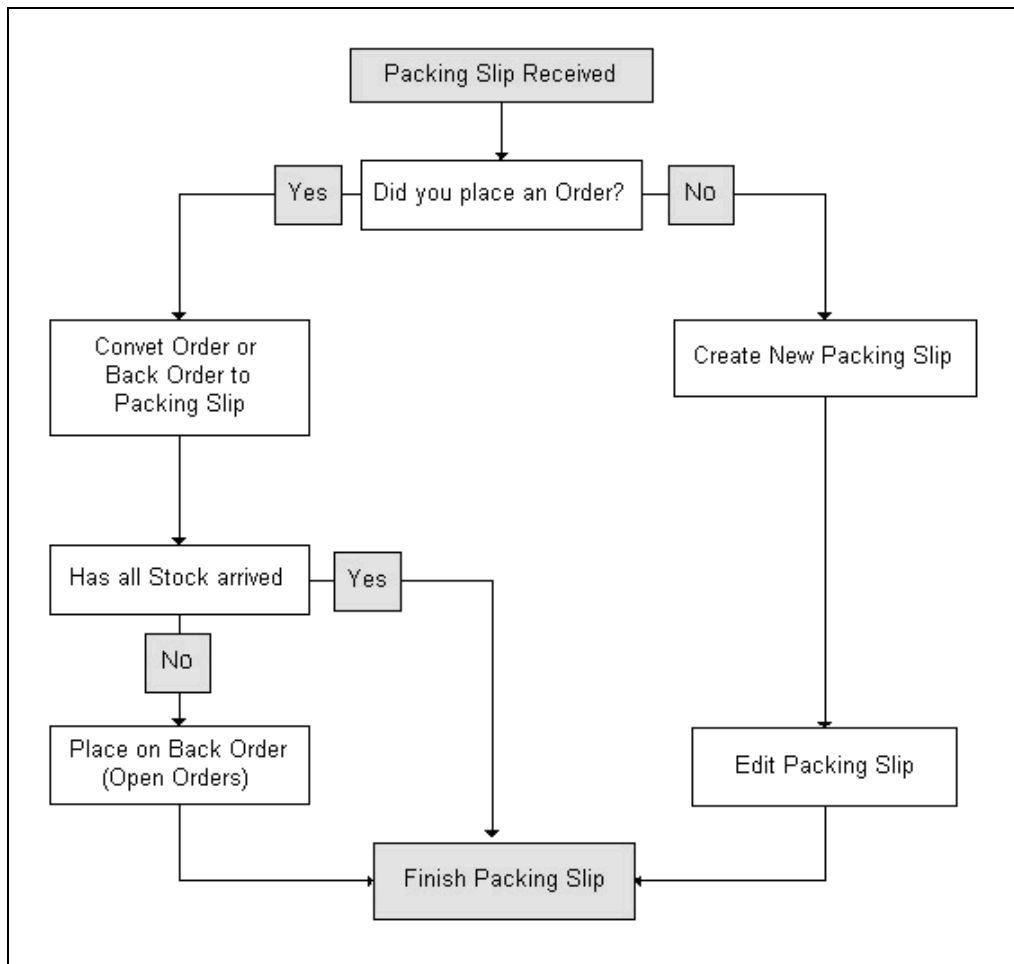 Packing Slip Received
Yes
Did you place an Order?
No
Convet Order or
Back Order to
Packing Slip
Create New Packing Slip
Has all Stock arrived
Yes
No
Place on Back Order
(Open Orders)
Edit Packing Slip
Finish Packing Slip